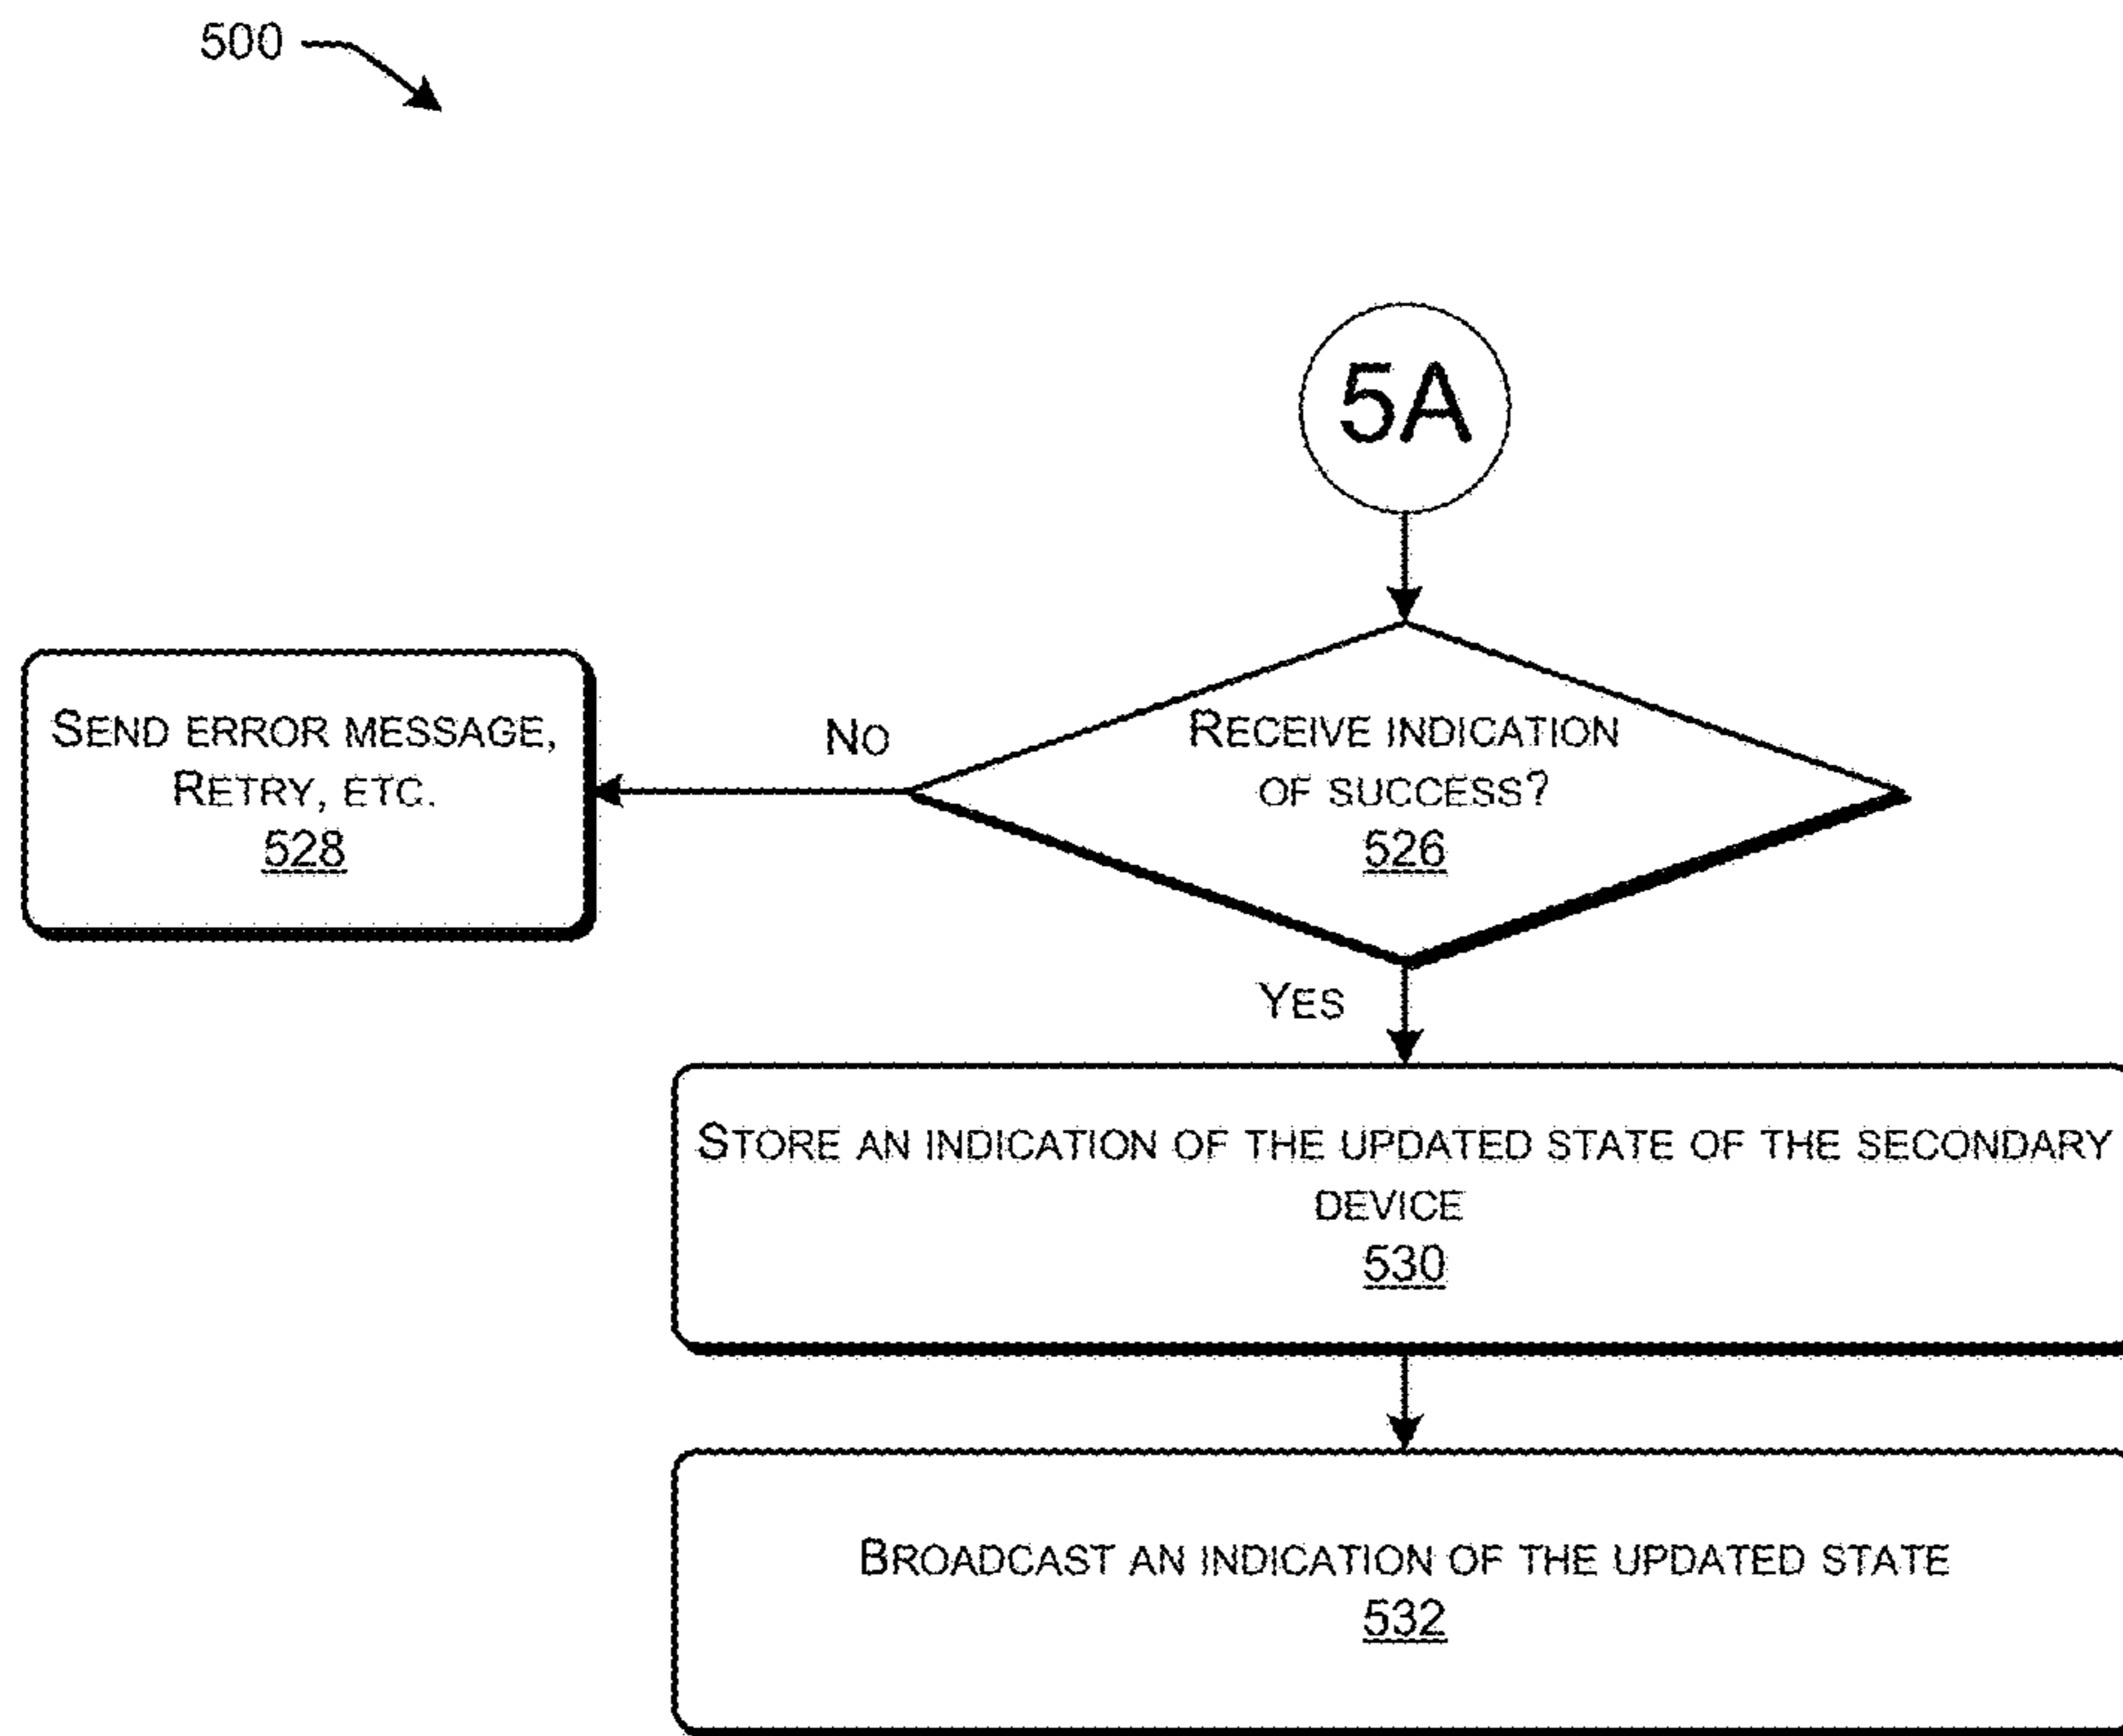 500
5A
Receive indication
of success?
526
No
Send error message,
Retry, etc.
528
Yes
Store an indication of the updated state of the secondary
device
530
Broadcast an indication of the updated state
532